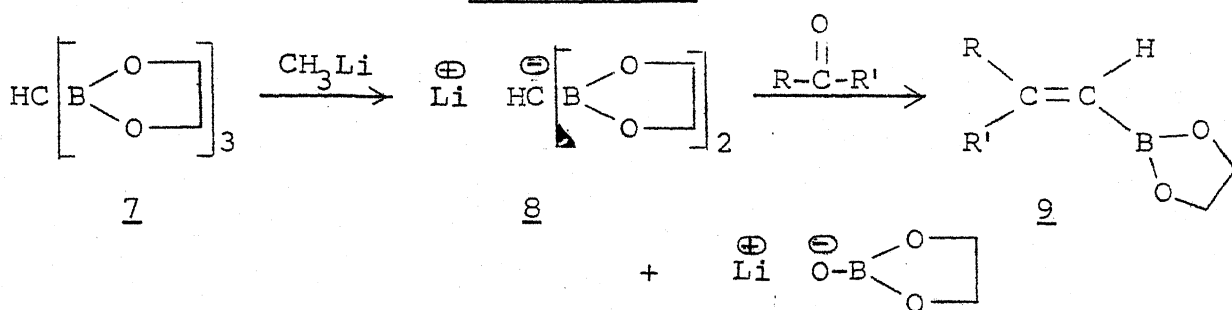 HC [ B O O ]3 CH3Li → Li⊕ HC⊖ [ B O O ]2 R-C(=O)-R' → R R' C=C H B O O
7 8 9
+ Li⊕ ⊖O-B O O